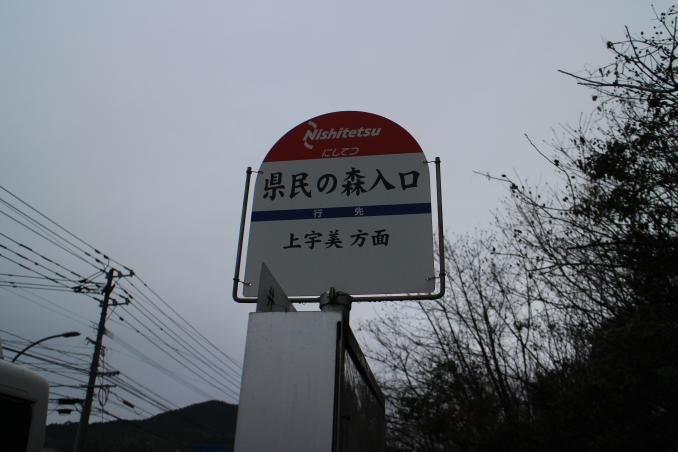 Nishitetsu
にしてつ
県民の森入口
行先
上宇美方面